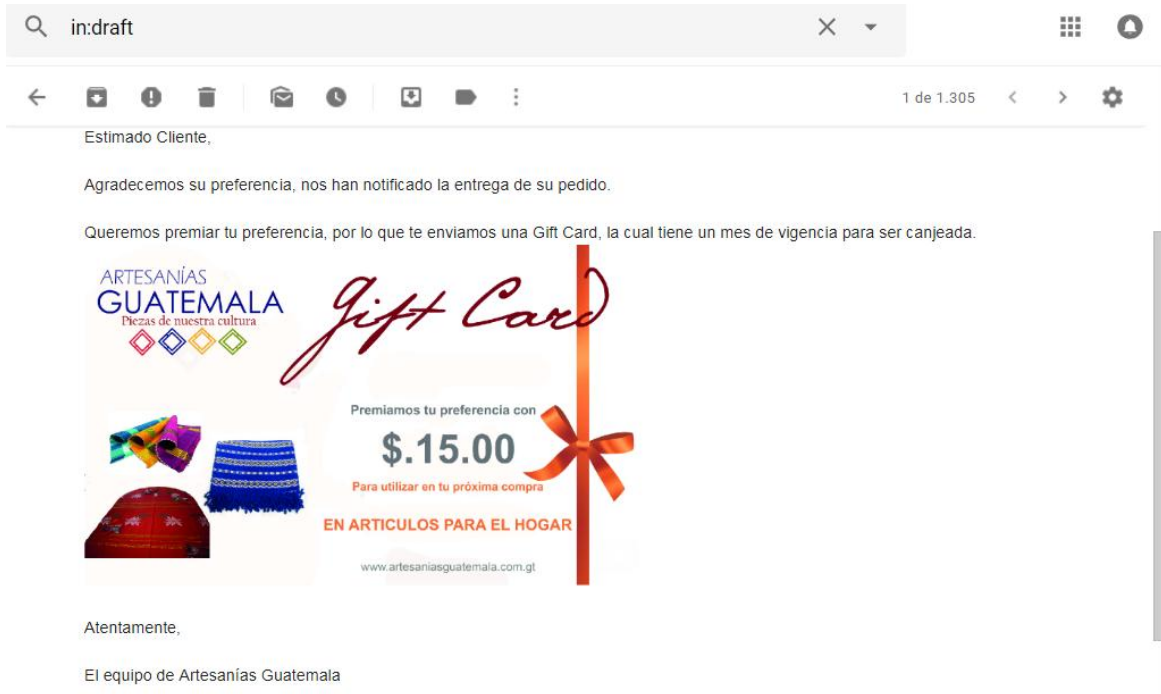 in:draft
1 de 1.305
Estimado Cliente,
Agradecemos su preferencia, nos han notificado la entrega de su pedido.
Queremos premiar tu preferencia, por lo que te enviamos una Gift Card, la cual tiene un mes de vigencia para ser canjeada.
ARTESANÍAS
GUATEMALA
Piezas de nuestra cultura
Gift Card
Premiamos tu preferencia con
$.15.00
Para utilizar en tu próxima compra
EN ARTICULOS PARA EL HOGAR
www.artesaniasguatemala.com.gt
Atentamente,
El equipo de Artesanías Guatemala